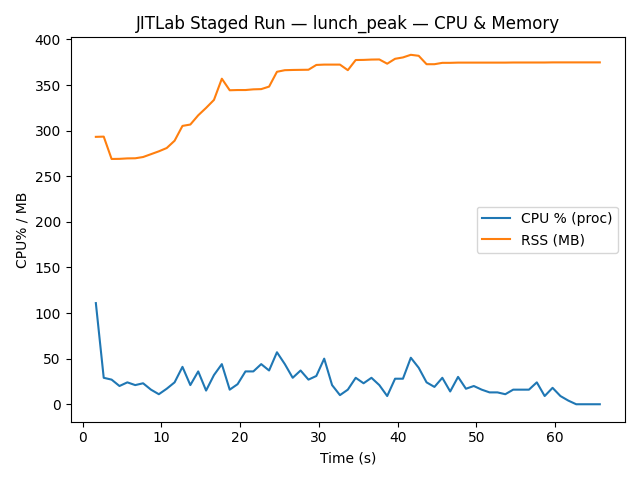 JITLab Staged Run — lunch_peak — CPU & Memory
400
350
300
250
200
150
100
50
0
CPU% / MB
CPU % (proc)
RSS (MB)
0 10 20 30 40 50 60
Time (s)